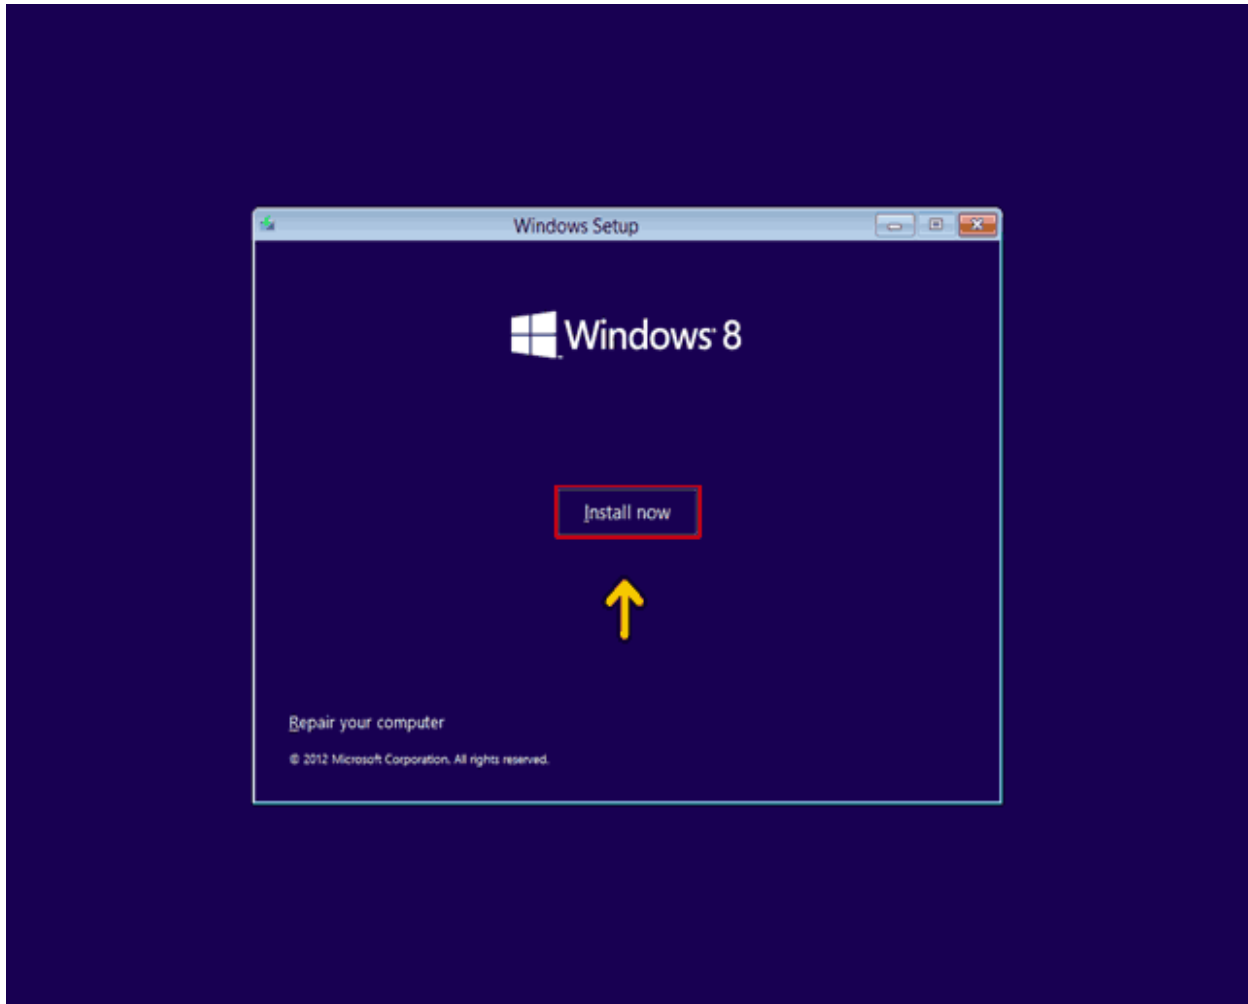 Windows Setup
Windows 8
Install now
Repair your computer
© 2012 Microsoft Corporation. All rights reserved.